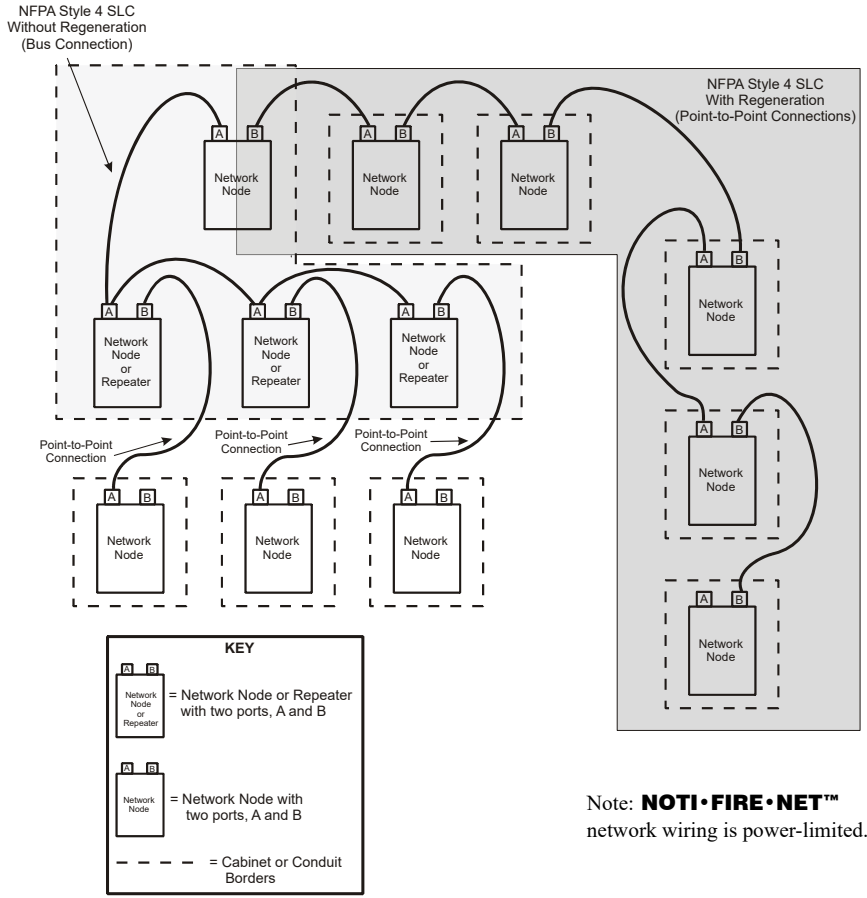 NFPA Style 4 SLC
Without Regeneration
(Bus Connection)
NFPA Style 4 SLC
With Regeneration
(Point-to-Point Connections)
A B
Network
Node
A B
Network
Node
A B
Network
Node
A B
Network
Node
A B
Network
Node
or
Repeater
A B
Network
Node
or
Repeater
A B
Network
Node
or
Repeater
A B
Network
Node
Point-to-Point
Connection
Point-to-Point
Connection
Point-to-Point
Connection
A B
Network
Node
A B
Network
Node
A B
Network
Node
A B
Network
Node
KEY
A B
Network
Node
or
Repeater
= Network Node or Repeater
with two ports, A and B
A B
Network
Node
= Network Node with
two ports, A and B
= Cabinet or Conduit
Borders
Note: NOTI•FIRE•NET™
network wiring is power-limited.